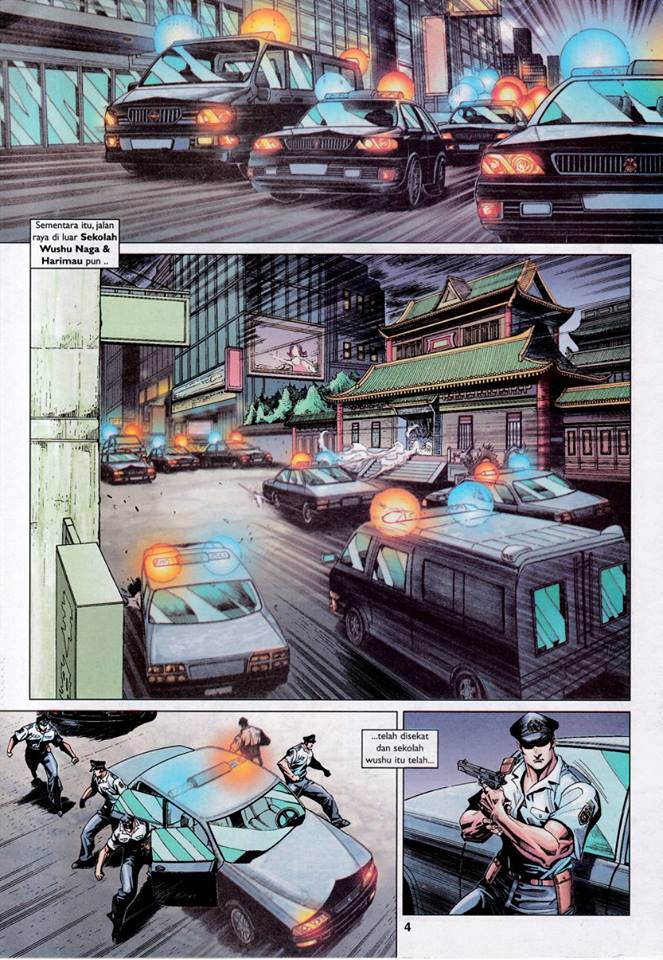 Sementara itu, jalan
raya di luar Sekolah
Wushu Naga &
Harimau pun ..
...telah disekat
dan sekolah
wushu itu telah...
4